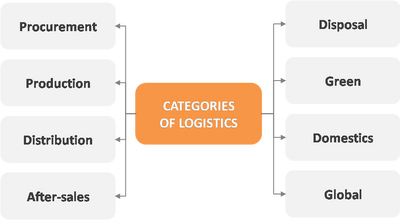 Procurement
Production
Distribution
After-sales
CATEGORIES
OF LOGISTICS
Disposal
Green
Domestics
Global